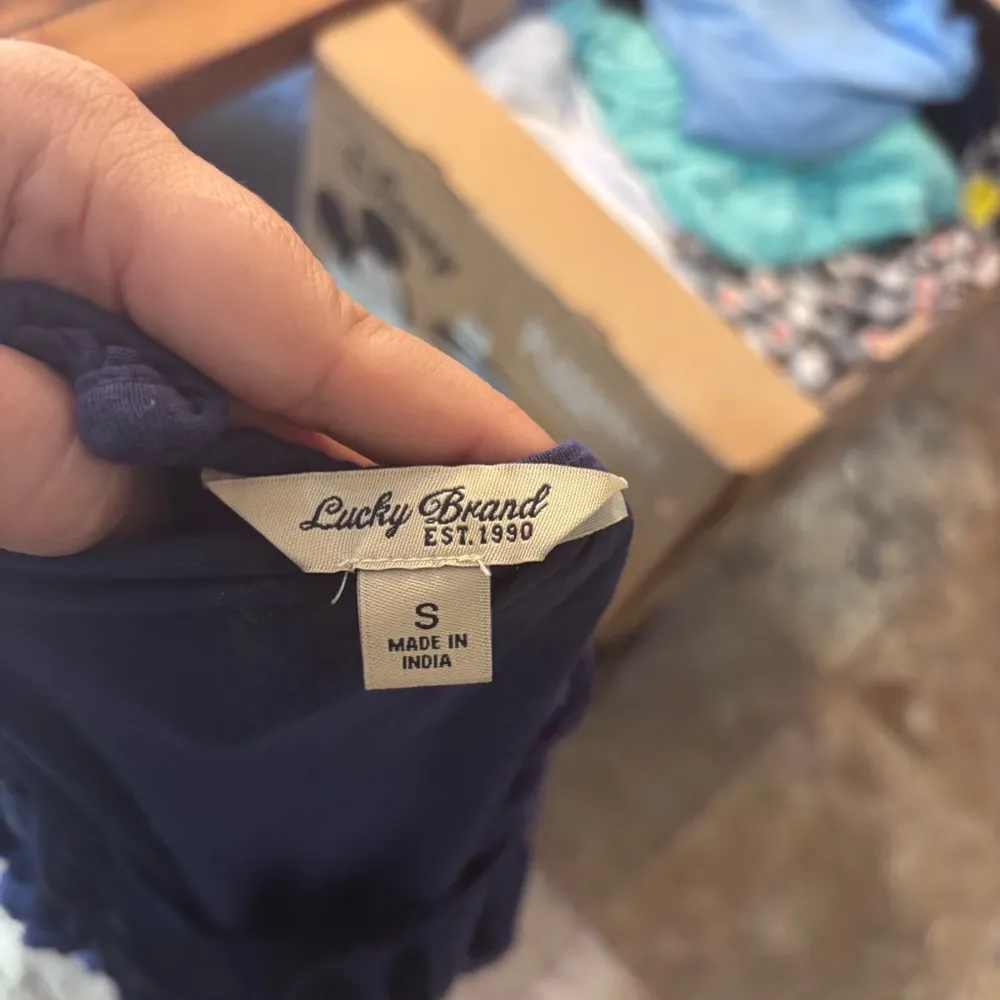 Lucky Brand
EST. 1990
S
MADE IN
INDIA